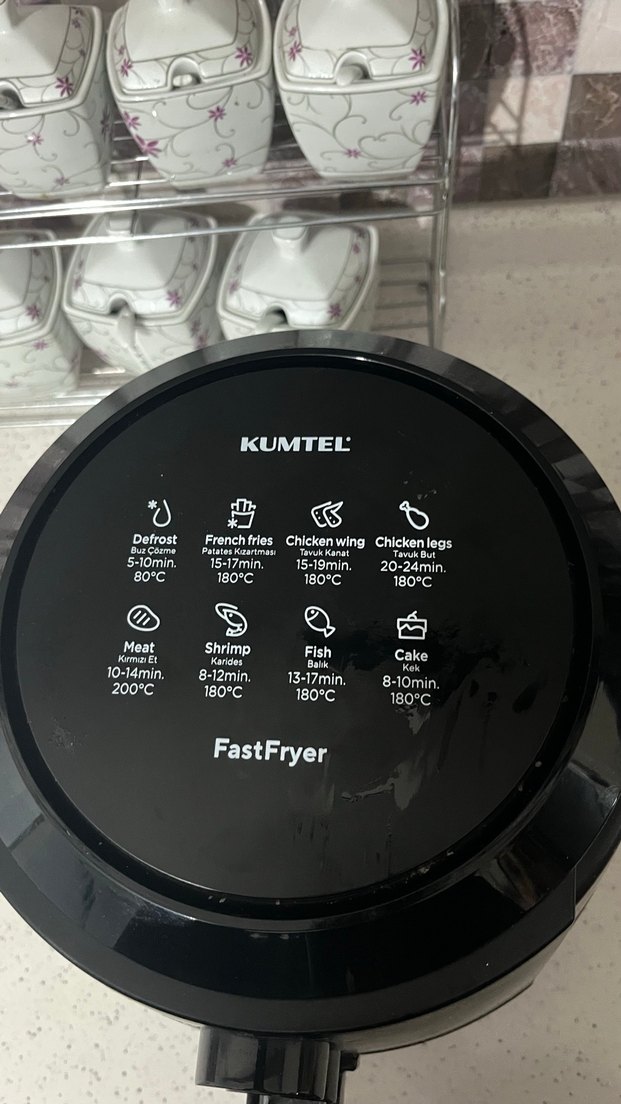 KUMTEL
Defrost French fries Chicken wing Chicken legs
Buz Çözme Patates Kızartması Tavuk Kanat Tavuk But
5-10min. 15-17min. 15-19min. 20-24min.
80°C 180°C 180°C 180°C
Meat Shrimp Fish Cake
Kırmızı Et Karides Balık Kek
10-14min. 8-12min. 13-17min. 8-10min.
200°C 180°C 180°C 180°C
FastFryer